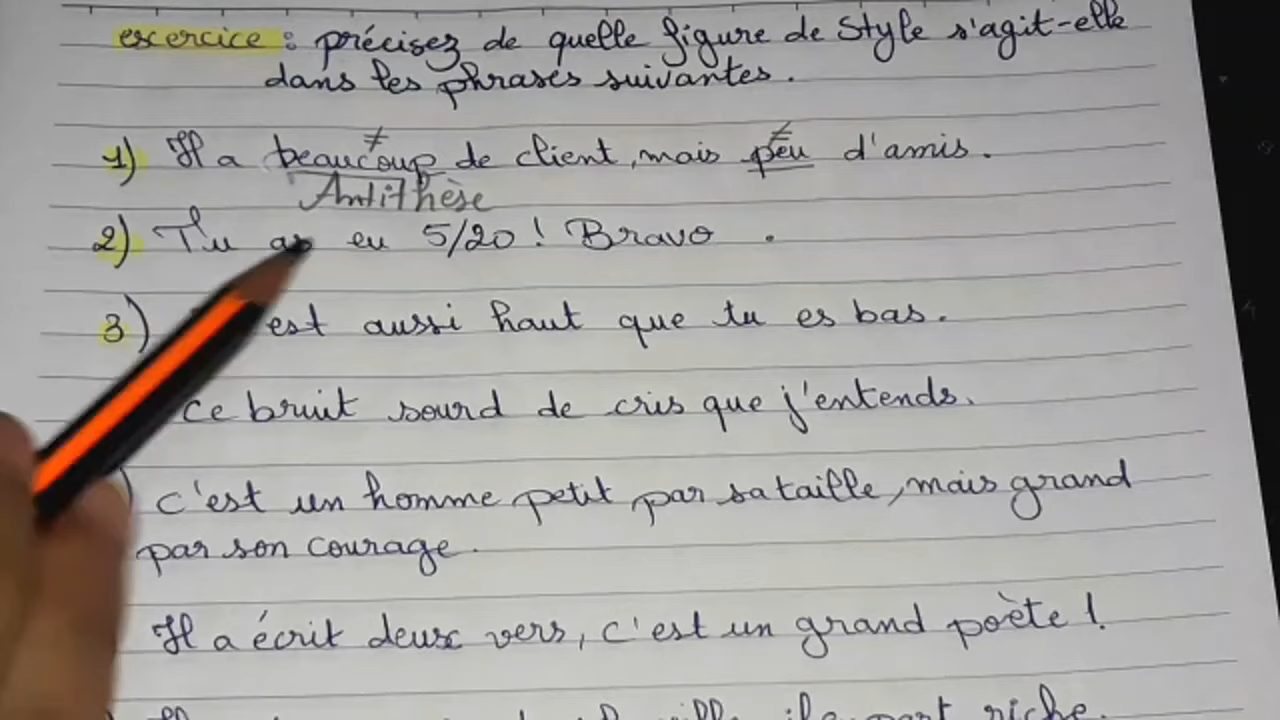 exercice : précisez de quelle figure de style s'agit-elle
dans les phrases suivantes.
≠ ≠
1) Il a beaucoup de client, mais peu d'amis.
Antithèse
2) Tu as eu 5/20 ! Bravo .
3) est aussi haut que tu es bas.
ce bruit sourd de cris que j'entends.
c'est un homme petit par sa taille, mais grand
par son courage.
Il a écrit deux vers, c'est un grand poète !
riche.